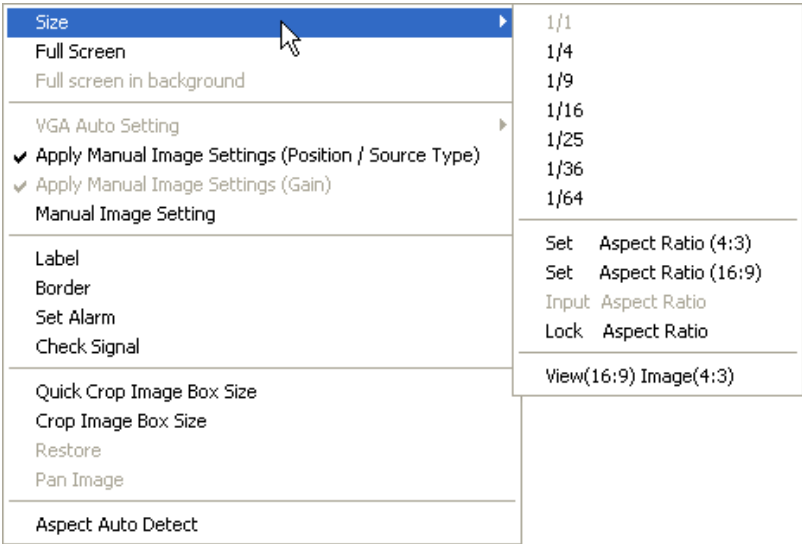 Size
Full Screen
Full screen in background
VGA Auto Setting
Apply Manual Image Settings (Position / Source Type)
Apply Manual Image Settings (Gain)
Manual Image Setting
Label
Border
Set Alarm
Check Signal
Quick Crop Image Box Size
Crop Image Box Size
Restore
Pan Image
Aspect Auto Detect
1/1
1/4
1/9
1/16
1/25
1/36
1/64
Set Aspect Ratio (4:3)
Set Aspect Ratio (16:9)
Input Aspect Ratio
Lock Aspect Ratio
View(16:9) Image(4:3)